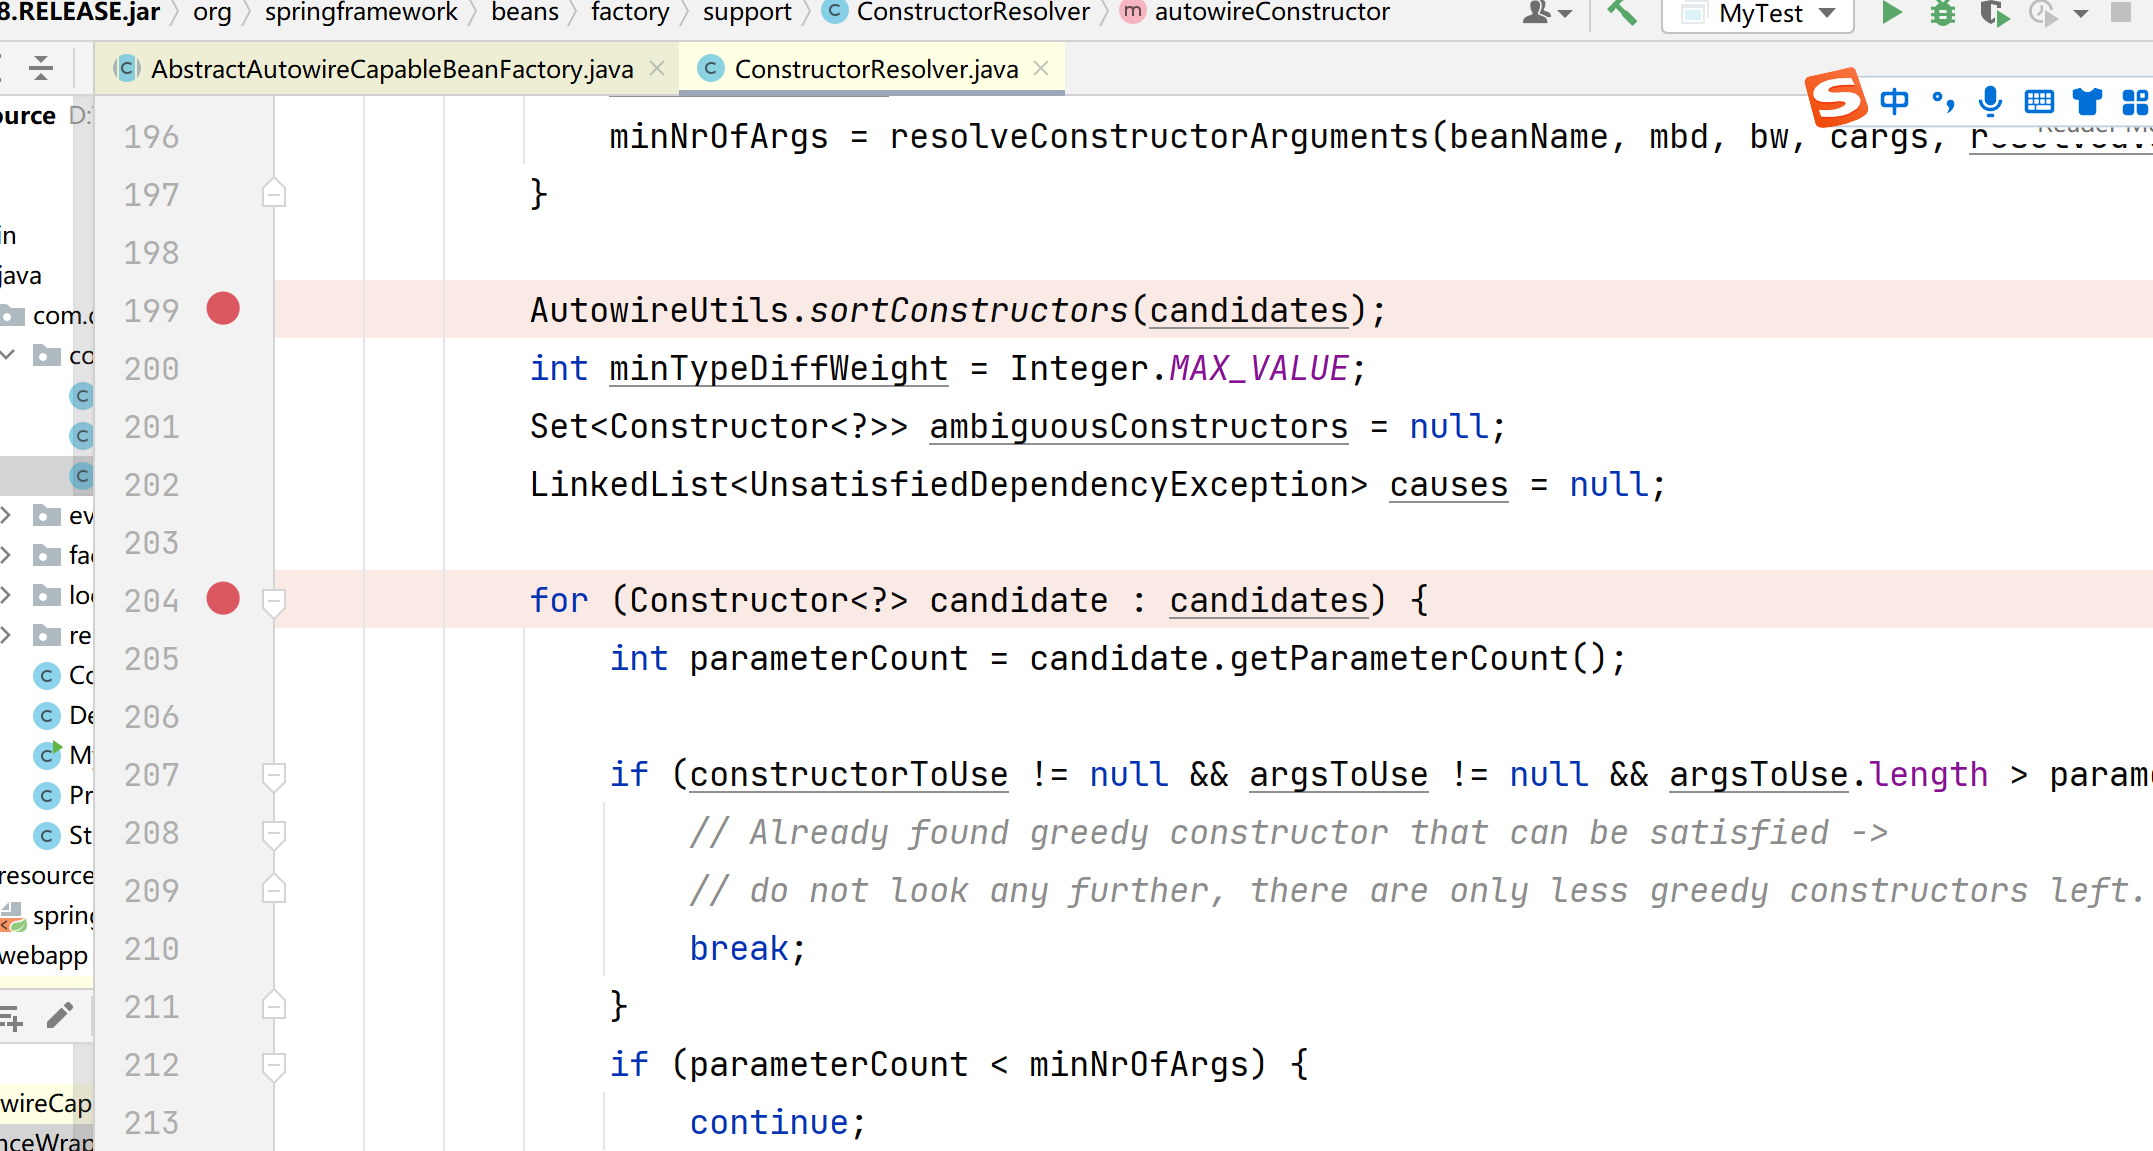 8.RELEASE.jar org springframework beans factory support ConstructorResolver autowireConstructor MyTest
AbstractAutowireCapableBeanFactory.java ConstructorResolver.java
中
ource D:
in
java
com.
co
ev
fa
lo
re
Co
De
M
Pr
St
resource
spring
webapp
wireCap
nceWrap
196 minNrOfArgs = resolveConstructorArguments(beanName, mbd, bw, cargs,
197 }
198
199 AutowireUtils.sortConstructors(candidates);
200 int minTypeDiffWeight = Integer.MAX_VALUE;
201 Set<Constructor<?>> ambiguousConstructors = null;
202 LinkedList<UnsatisfiedDependencyException> causes = null;
203
204 for (Constructor<?> candidate : candidates) {
205 int parameterCount = candidate.getParameterCount();
206
207 if (constructorToUse != null && argsToUse != null && argsToUse.length > param
208 // Already found greedy constructor that can be satisfied ->
209 // do not look any further, there are only less greedy constructors left.
210 break;
211 }
212 if (parameterCount < minNrOfArgs) {
213 continue;